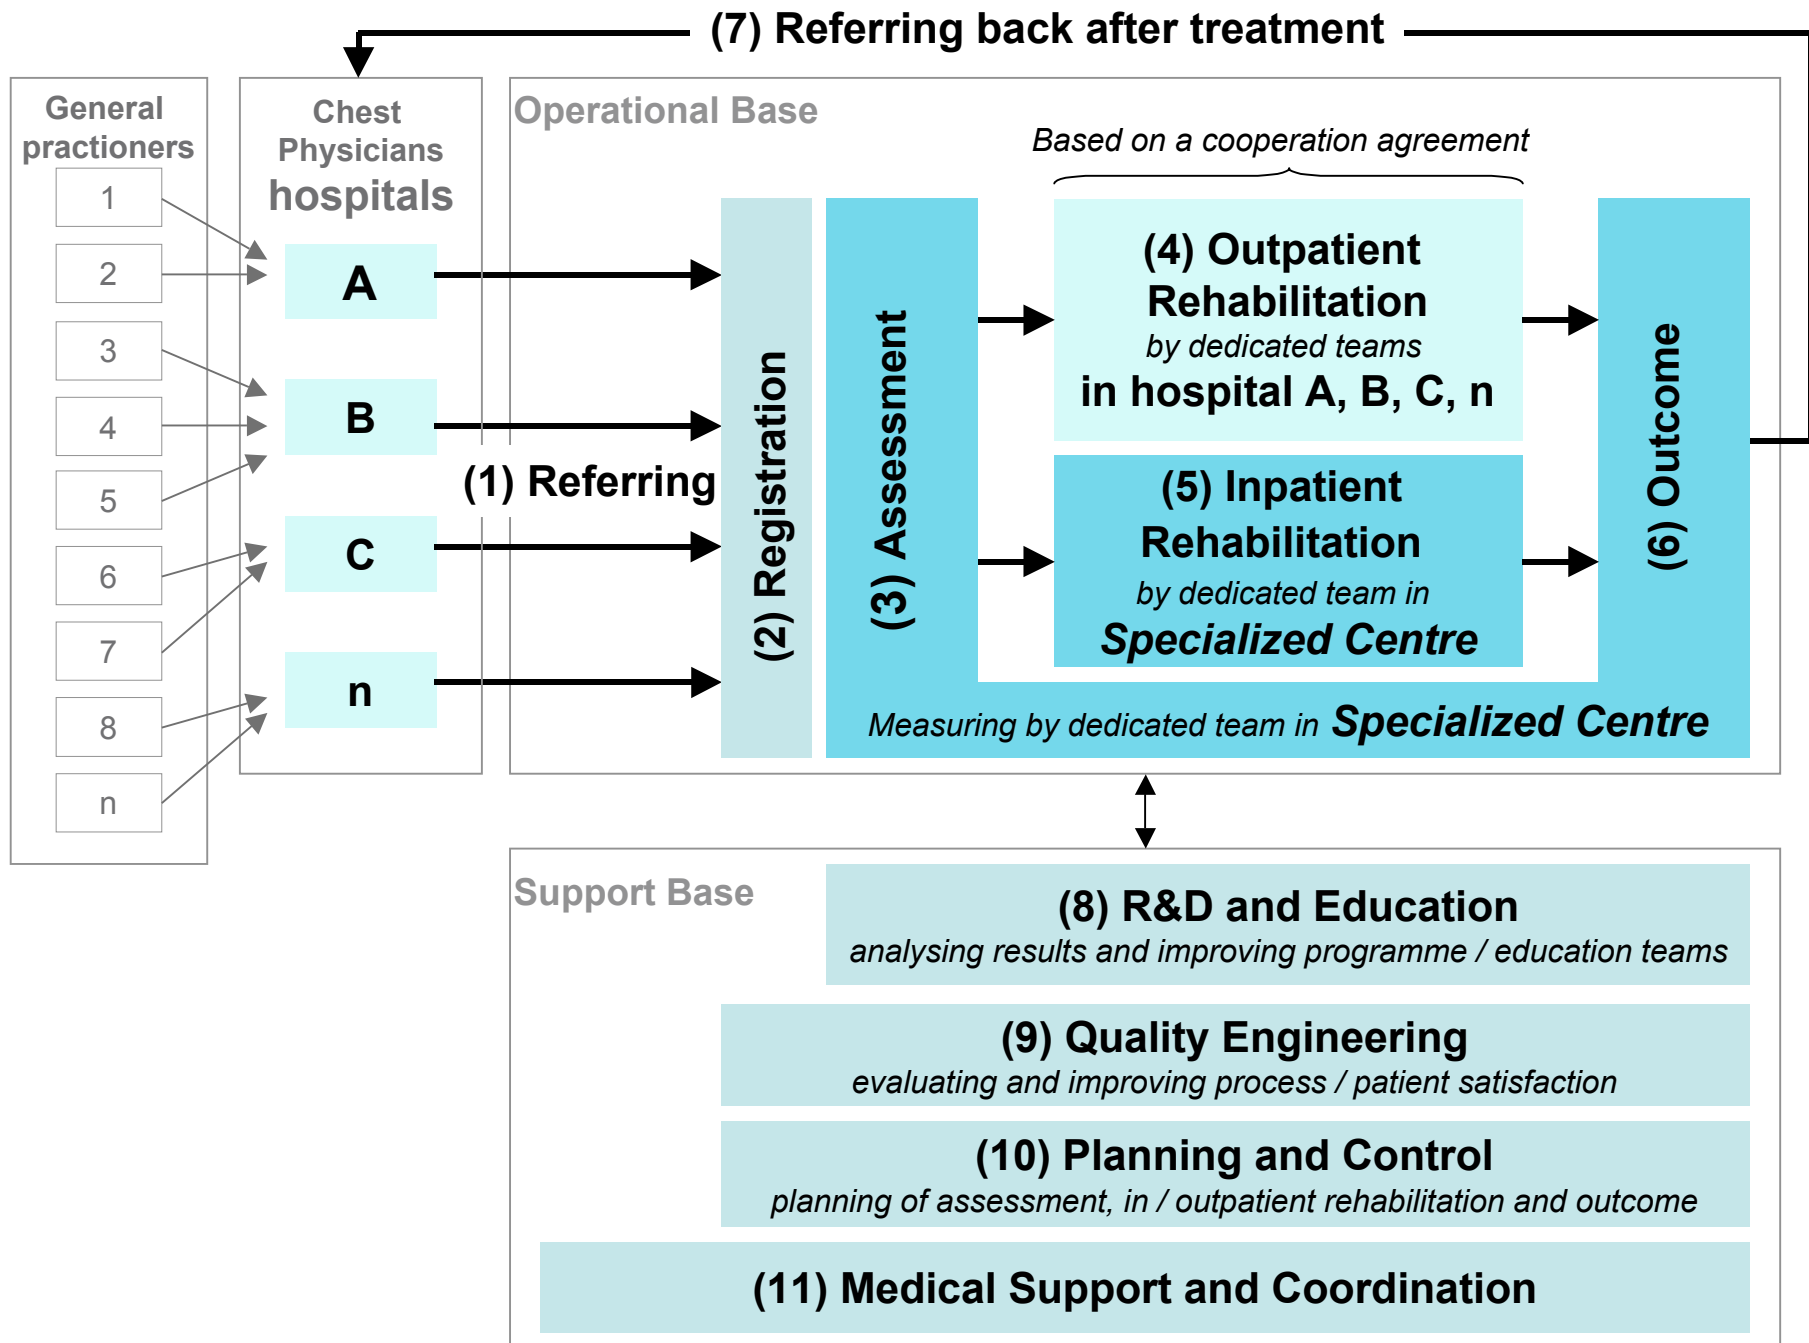 (7) Referring back after treatment
General
practioners
1
2
3
4
5
6
7
8
n
Chest
Physicians
hospitals
A
B
C
n
Operational Base
(1) Referring
(2) Registration
(3) Assessment
Based on a cooperation agreement
(4) Outpatient
Rehabilitation
by dedicated teams
in hospital A, B, C, n
(5) Inpatient
Rehabilitation
by dedicated team in
Specialized Centre
(6) Outcome
Measuring by dedicated team in Specialized Centre
Support Base
(8) R&D and Education
analysing results and improving programme / education teams
(9) Quality Engineering
evaluating and improving process / patient satisfaction
(10) Planning and Control
planning of assessment, in / outpatient rehabilitation and outcome
(11) Medical Support and Coordination